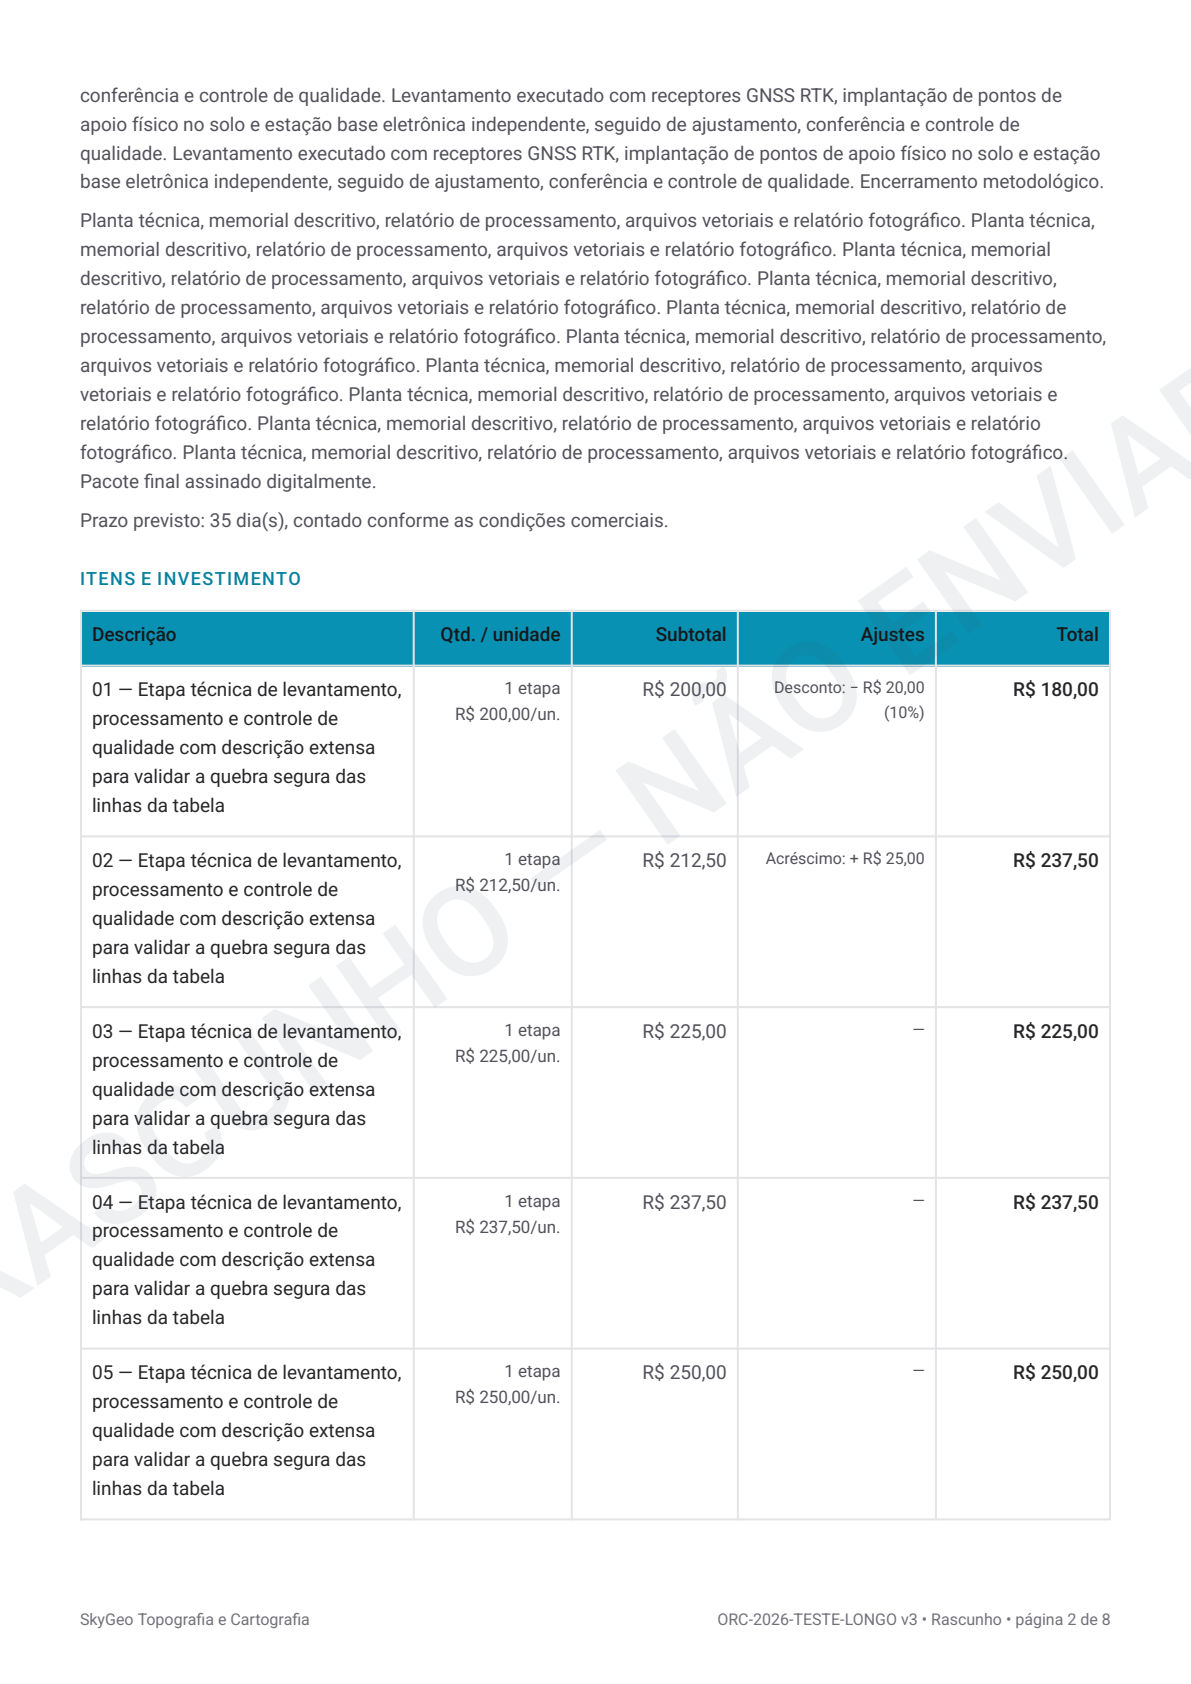 conferência e controle de qualidade. Levantamento executado com receptores GNSS RTK, implantação de pontos de
apoio físico no solo e estação base eletrônica independente, seguido de ajustamento, conferência e controle de
qualidade. Levantamento executado com receptores GNSS RTK, implantação de pontos de apoio físico no solo e estação
base eletrônica independente, seguido de ajustamento, conferência e controle de qualidade. Encerramento metodológico.
Planta técnica, memorial descritivo, relatório de processamento, arquivos vetoriais e relatório fotográfico. Planta técnica,
memorial descritivo, relatório de processamento, arquivos vetoriais e relatório fotográfico. Planta técnica, memorial
descritivo, relatório de processamento, arquivos vetoriais e relatório fotográfico. Planta técnica, memorial descritivo,
relatório de processamento, arquivos vetoriais e relatório fotográfico. Planta técnica, memorial descritivo, relatório de
processamento, arquivos vetoriais e relatório fotográfico. Planta técnica, memorial descritivo, relatório de processamento,
arquivos vetoriais e relatório fotográfico. Planta técnica, memorial descritivo, relatório de processamento, arquivos
vetoriais e relatório fotográfico. Planta técnica, memorial descritivo, relatório de processamento, arquivos vetoriais e
relatório fotográfico. Planta técnica, memorial descritivo, relatório de processamento, arquivos vetoriais e relatório
fotográfico. Planta técnica, memorial descritivo, relatório de processamento, arquivos vetoriais e relatório fotográfico.
Pacote final assinado digitalmente.
Prazo previsto: 35 dia(s), contado conforme as condições comerciais.
ITENS E INVESTIMENTO
Descrição Qtd. / unidade Subtotal Ajustes Total
01 — Etapa técnica de levantamento, 1 etapa R$ 200,00 Desconto: − R$ 20,00 R$ 180,00
processamento e controle de R$ 200,00/un. (10%)
qualidade com descrição extensa
para validar a quebra segura das
linhas da tabela
02 — Etapa técnica de levantamento, 1 etapa R$ 212,50 Acréscimo: + R$ 25,00 R$ 237,50
processamento e controle de R$ 212,50/un.
qualidade com descrição extensa
para validar a quebra segura das
linhas da tabela
03 — Etapa técnica de levantamento, 1 etapa R$ 225,00 — R$ 225,00
processamento e controle de R$ 225,00/un.
qualidade com descrição extensa
para validar a quebra segura das
linhas da tabela
04 — Etapa técnica de levantamento, 1 etapa R$ 237,50 — R$ 237,50
processamento e controle de R$ 237,50/un.
qualidade com descrição extensa
para validar a quebra segura das
linhas da tabela
05 — Etapa técnica de levantamento, 1 etapa R$ 250,00 — R$ 250,00
processamento e controle de R$ 250,00/un.
qualidade com descrição extensa
para validar a quebra segura das
linhas da tabela
RASCUNHO — NÃO ENVIAR
SkyGeo Topografia e Cartografia ORC-2026-TESTE-LONGO v3 • Rascunho • página 2 de 8